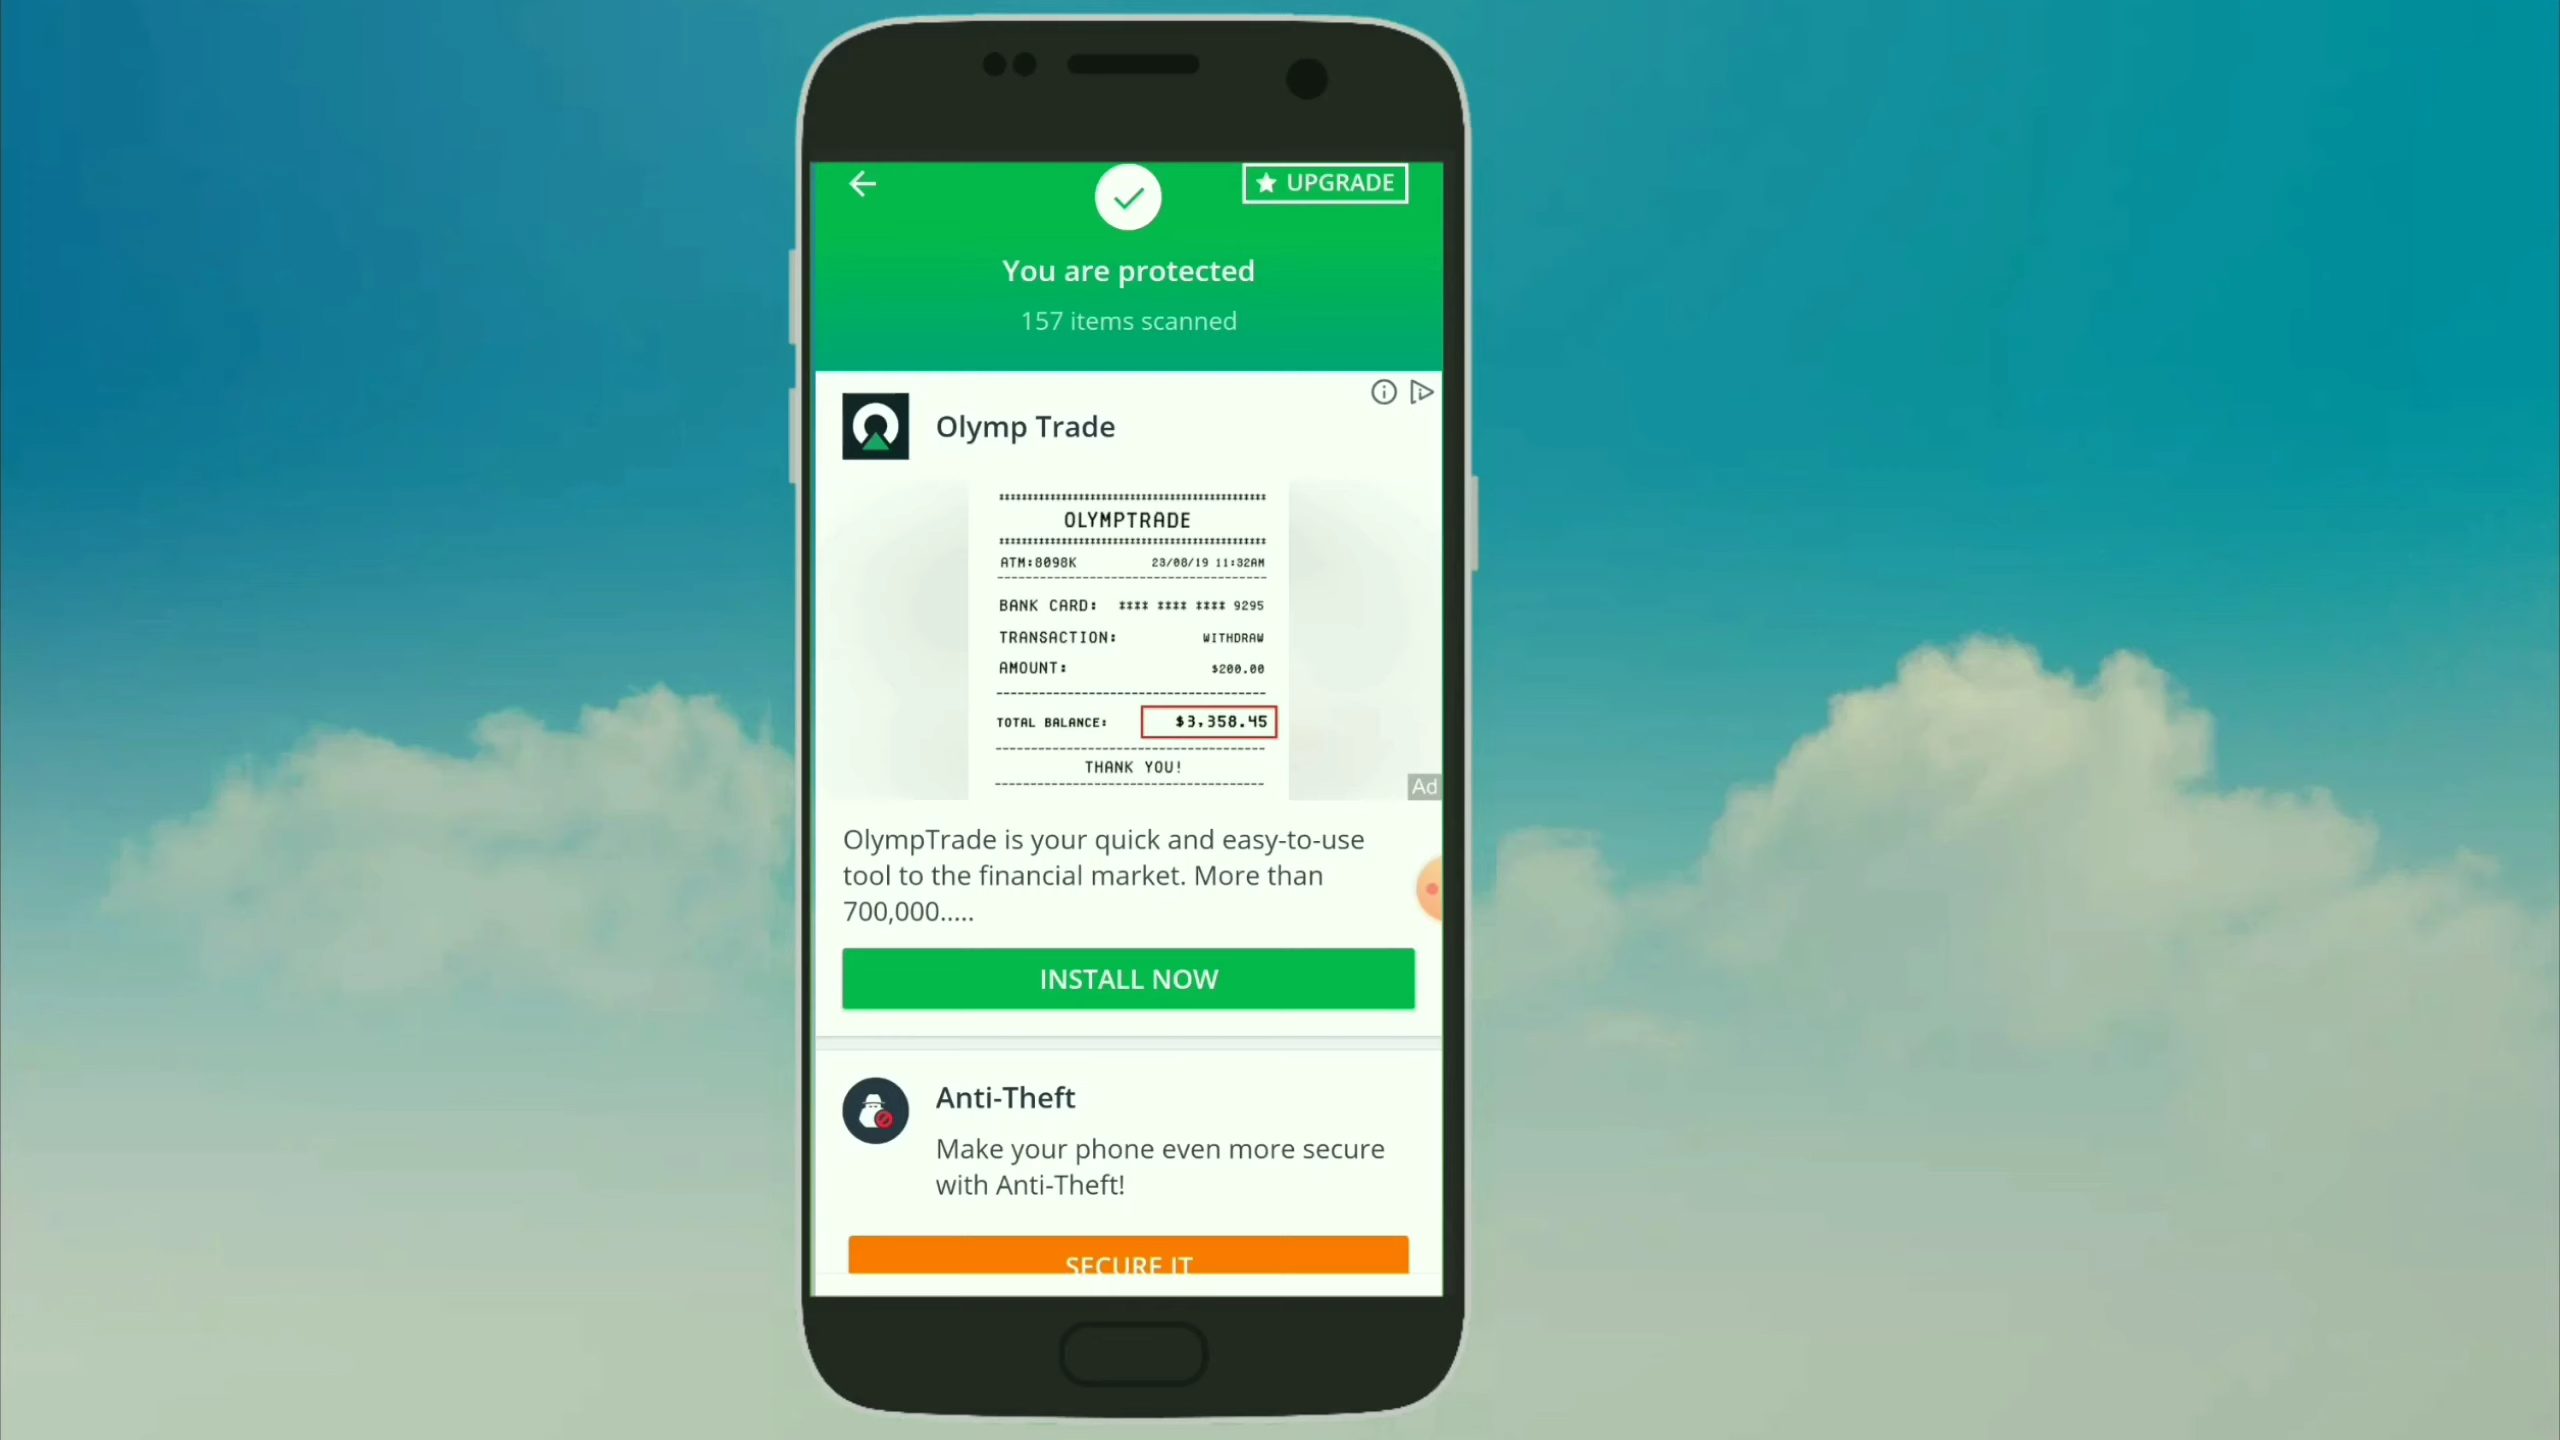 UPGRADE
You are protected
157 items scanned
Olymp Trade
OLYMPTRADE
ATM:8098K 23/08/19 11:32AM
BANK CARD: **** **** **** 9295
TRANSACTION: WITHDRAW
AMOUNT: $200.00
TOTAL BALANCE: $3,358.45
THANK YOU!
Ad
OlympTrade is your quick and easy-to-use
tool to the financial market. More than
700,000.....
INSTALL NOW
Anti-Theft
Make your phone even more secure
with Anti-Theft!
SECURE IT